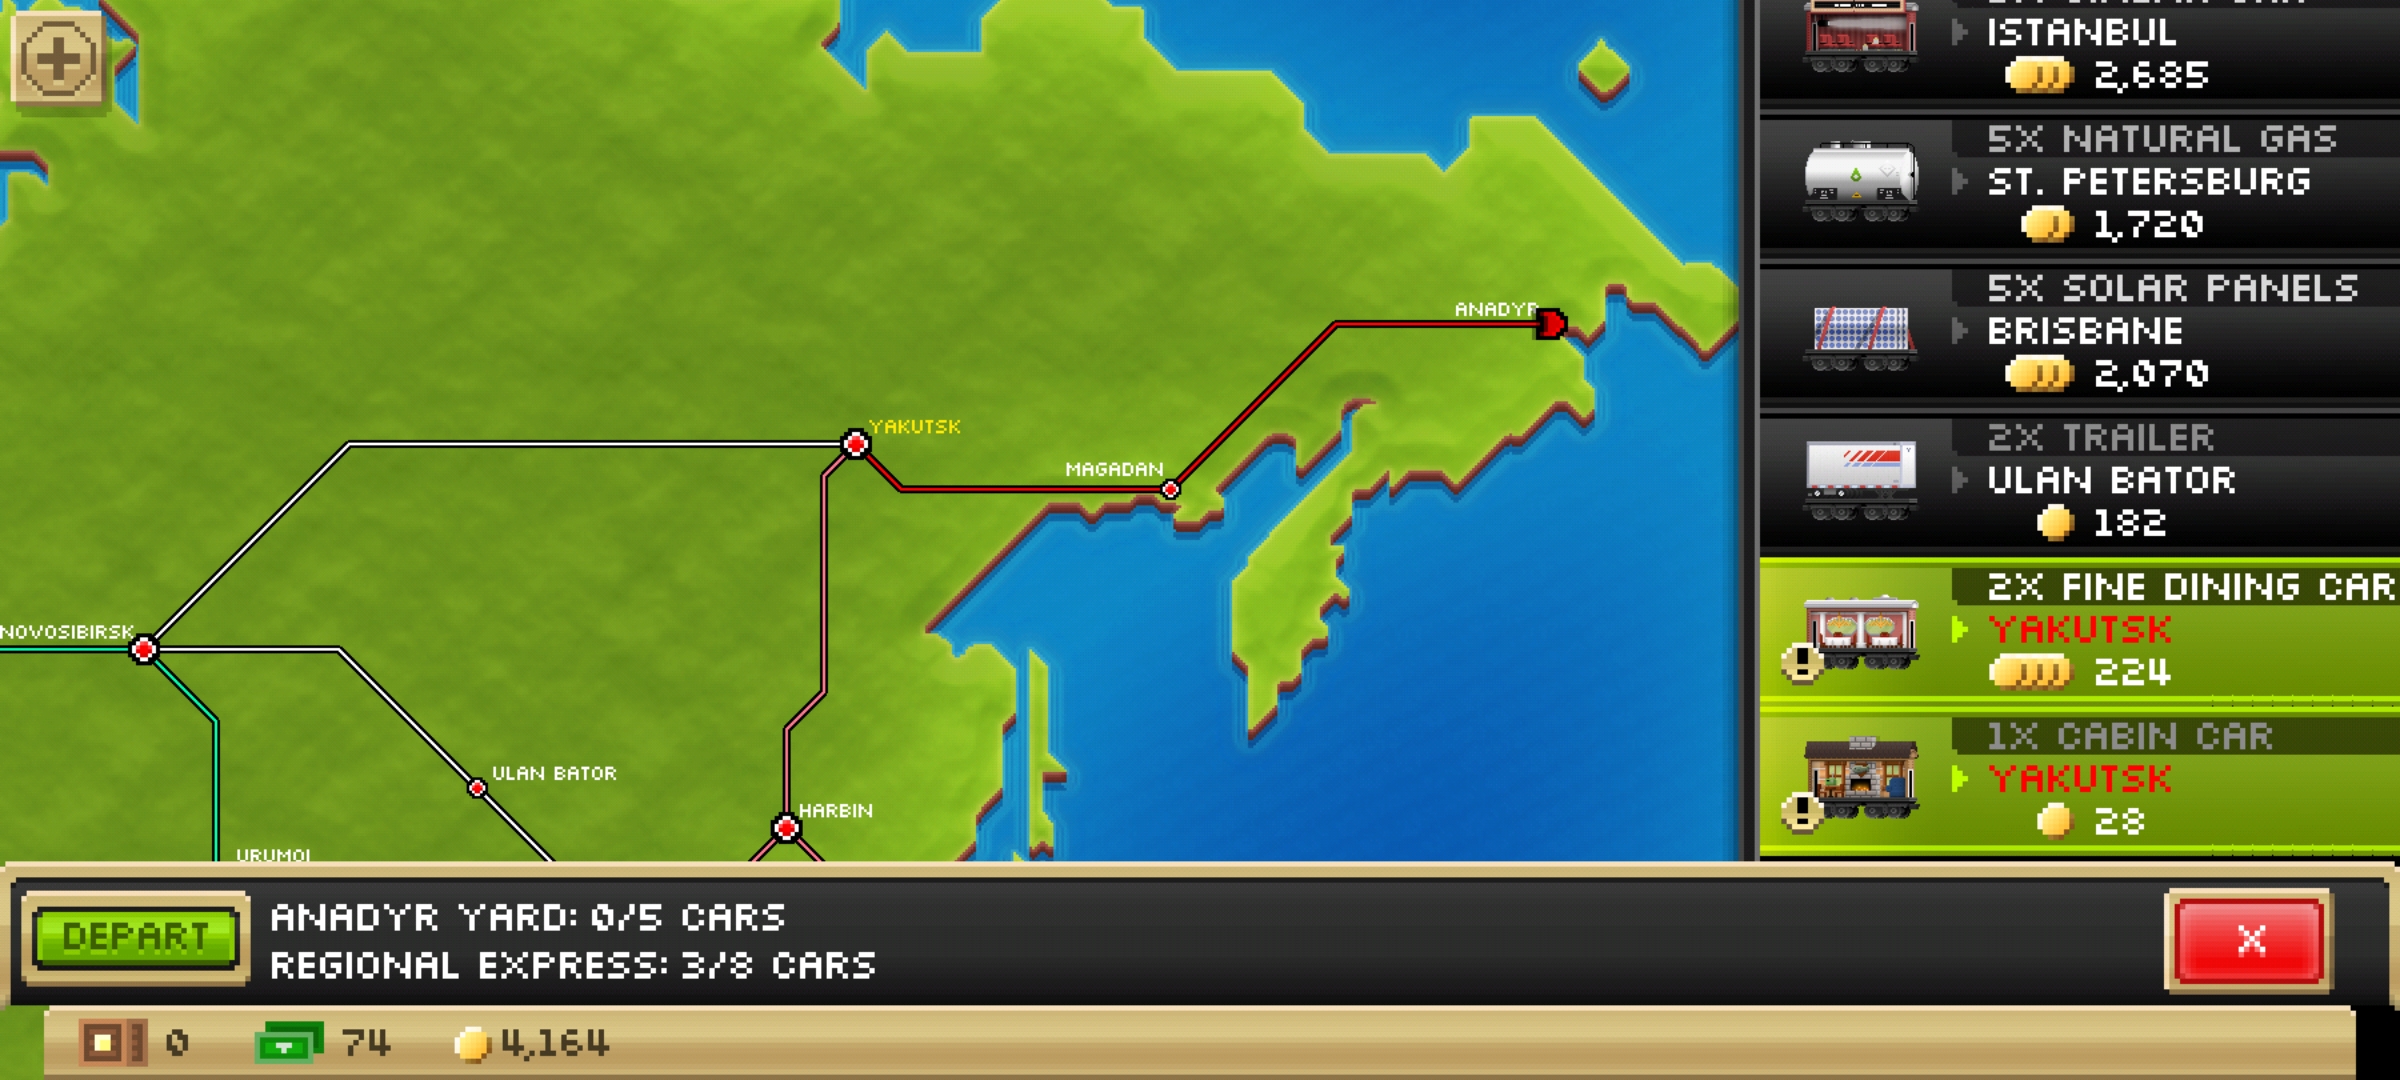 ISTANBUL
2,685
5X NATURAL GAS
ST. PETERSBURG
1,720
5X SOLAR PANELS
BRISBANE
2,070
2X TRAILER
ULAN BATOR
182
2X FINE DINING CAR
YAKUTSK
224
1X CABIN CAR
YAKUTSK
28
ANADYR
YAKUTSK
MAGADAN
NOVOSIBIRSK
ULAN BATOR
HARBIN
URUMQI
DEPART
ANADYR YARD: 0/5 CARS
REGIONAL EXPRESS: 3/8 CARS
X
0
74
4,164